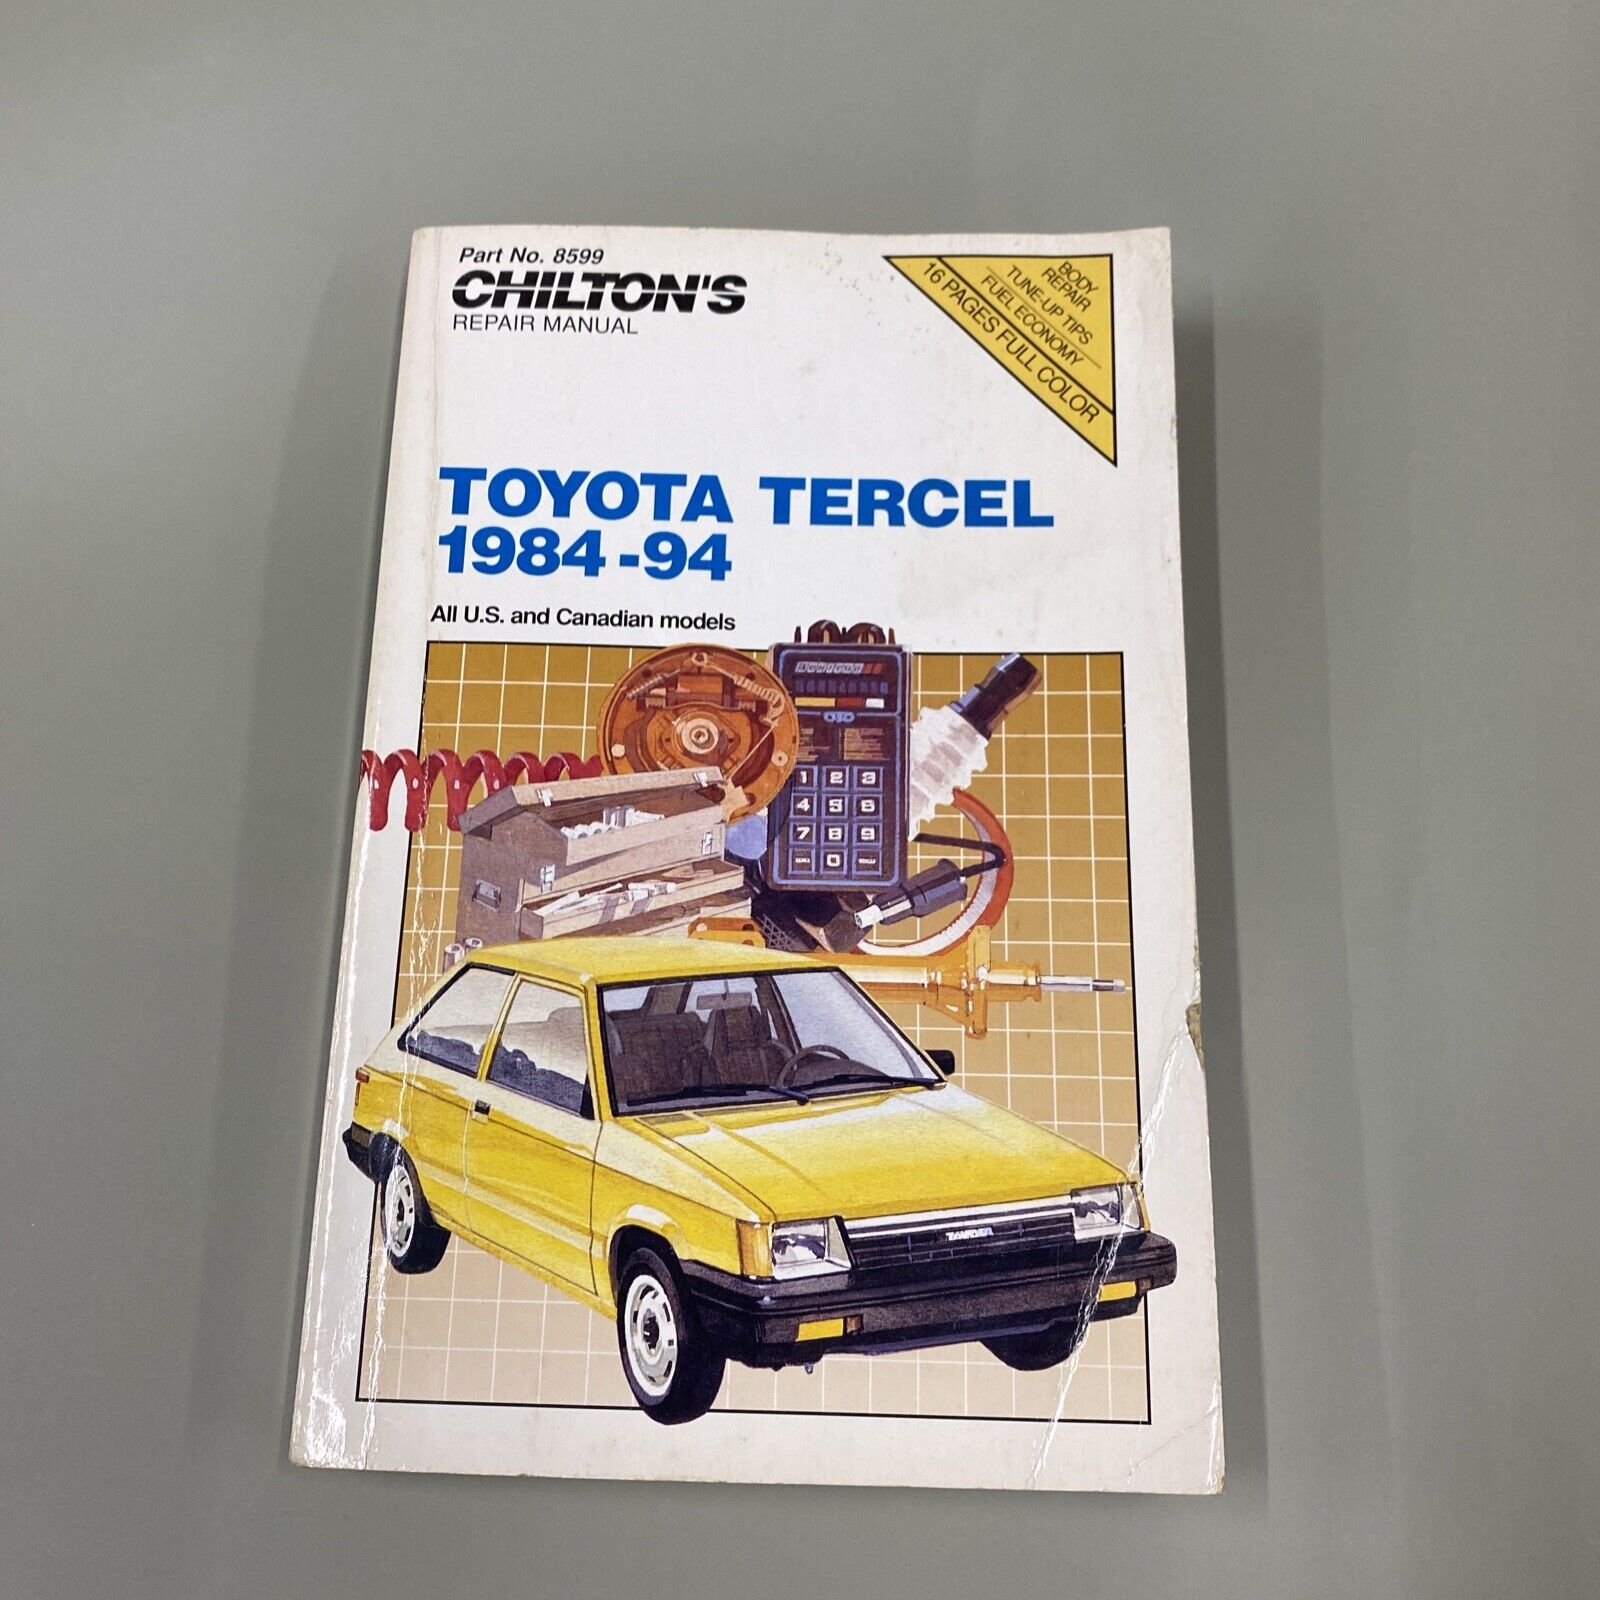 Part No. 8599
CHILTON'S
REPAIR MANUAL
BODY
REPAIR
TUNE-UP TIPS
FUEL ECONOMY
16 PAGES FULL COLOR
TOYOTA TERCEL
1984-94
All U.S. and Canadian models
1 2 3
4 5 6
7 8 9
0
TOYOTA